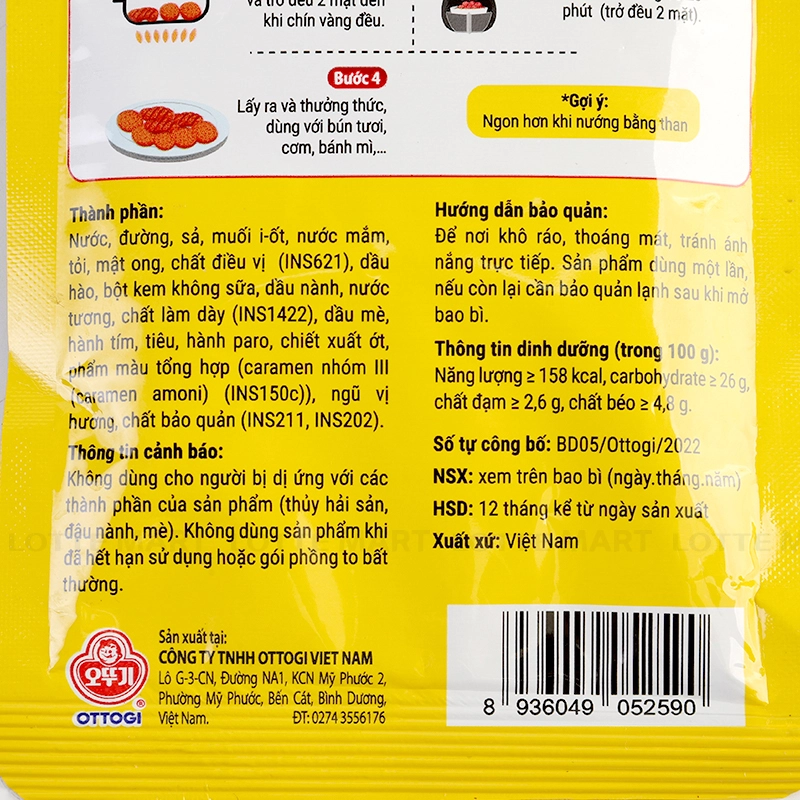 và trở đều 2 mặt đến
khi chín vàng đều.
phút (trở đều 2 mặt).
Bước 4
Lấy ra và thưởng thức,
dùng với bún tươi,
cơm, bánh mì,...
*Gợi ý:
Ngon hơn khi nướng bằng than
Thành phần:
Nước, đường, sả, muối i-ốt, nước mắm,
tỏi, mật ong, chất điều vị (INS621), dầu
hào, bột kem không sữa, dầu nành, nước
tương, chất làm dày (INS1422), dầu mè,
hành tím, tiêu, hành paro, chiết xuất ớt,
phẩm màu tổng hợp (caramen nhóm III
(caramen amoni) (INS150c)), ngũ vị
hương, chất bảo quản (INS211, INS202).
Thông tin cảnh báo:
Không dùng cho người bị dị ứng với các
thành phần của sản phẩm (thủy hải sản,
đậu nành, mè). Không dùng sản phẩm khi
đã hết hạn sử dụng hoặc gói phồng to bất
thường.
Hướng dẫn bảo quản:
Để nơi khô ráo, thoáng mát, tránh ánh
nắng trực tiếp. Sản phẩm dùng một lần,
nếu còn lại cần bảo quản lạnh sau khi mở
bao bì.
Thông tin dinh dưỡng (trong 100 g):
Năng lượng ≥ 158 kcal, carbohydrate ≥ 26 g,
chất đạm ≥ 2,6 g, chất béo ≥ 4,8 g.
Số tự công bố: BD05/Ottogi/2022
NSX: xem trên bao bì (ngày.tháng.năm)
HSD: 12 tháng kể từ ngày sản xuất
Xuất xứ: Việt Nam
오뚜기
OTTOGI®
Sản xuất tại:
CÔNG TY TNHH OTTOGI VIET NAM
Lô G-3-CN, Đường NA1, KCN Mỹ Phước 2,
Phường Mỹ Phước, Bến Cát, Bình Dương,
Việt Nam. ĐT: 0274 3556176
8 936049 052590